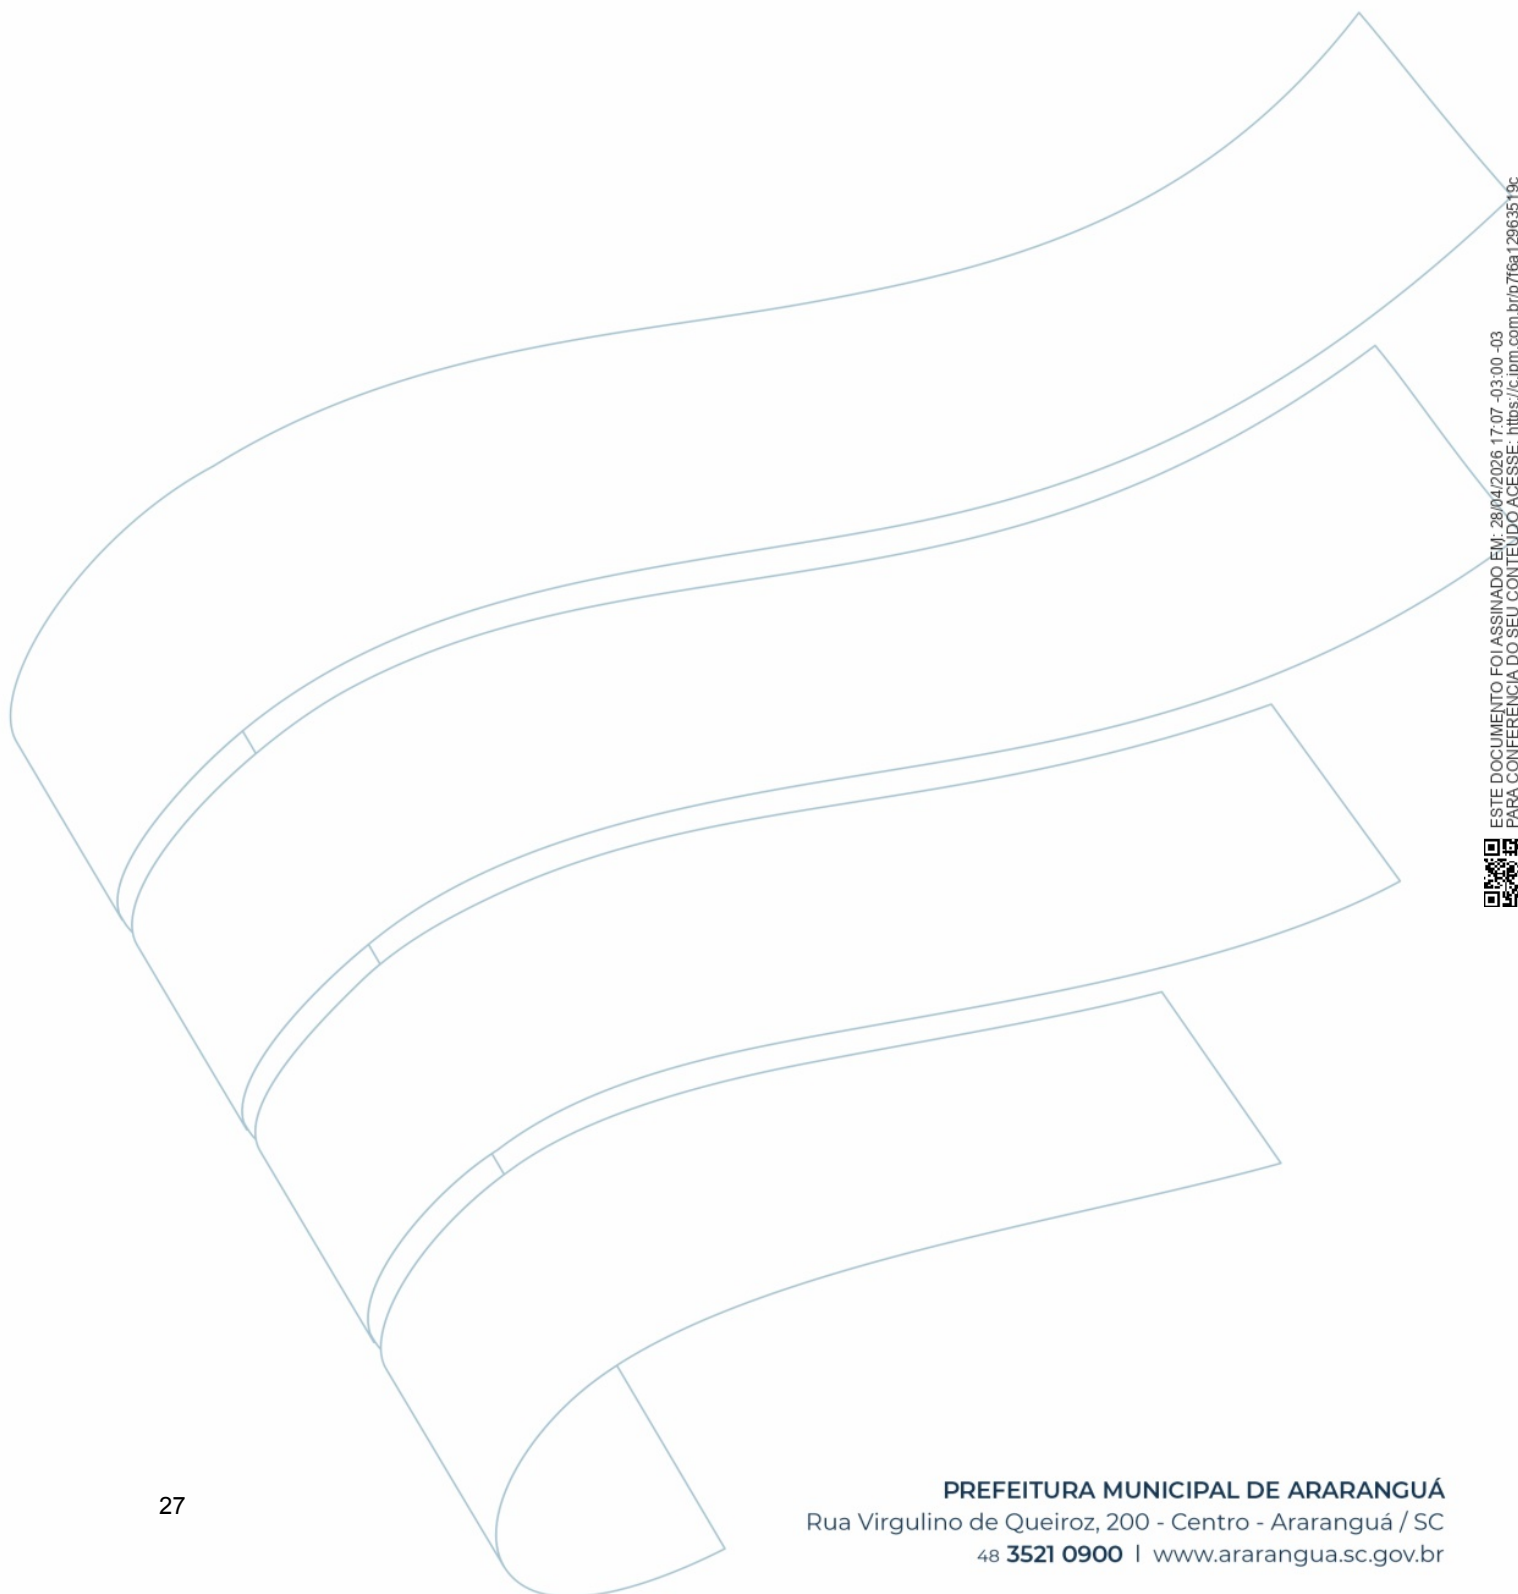 ESTE DOCUMENTO FOI ASSINADO EM: 28/04/2026 17:07 -03:00 -03
PARA CONFERÊNCIA DO SEU CONTEÚDO ACESSE: https://c.ipm.com.br/p7f6a12963519c
27
PREFEITURA MUNICIPAL DE ARARANGUÁ
Rua Virgulino de Queiroz, 200 - Centro - Araranguá / SC
48 3521 0900 | www.ararangua.sc.gov.br